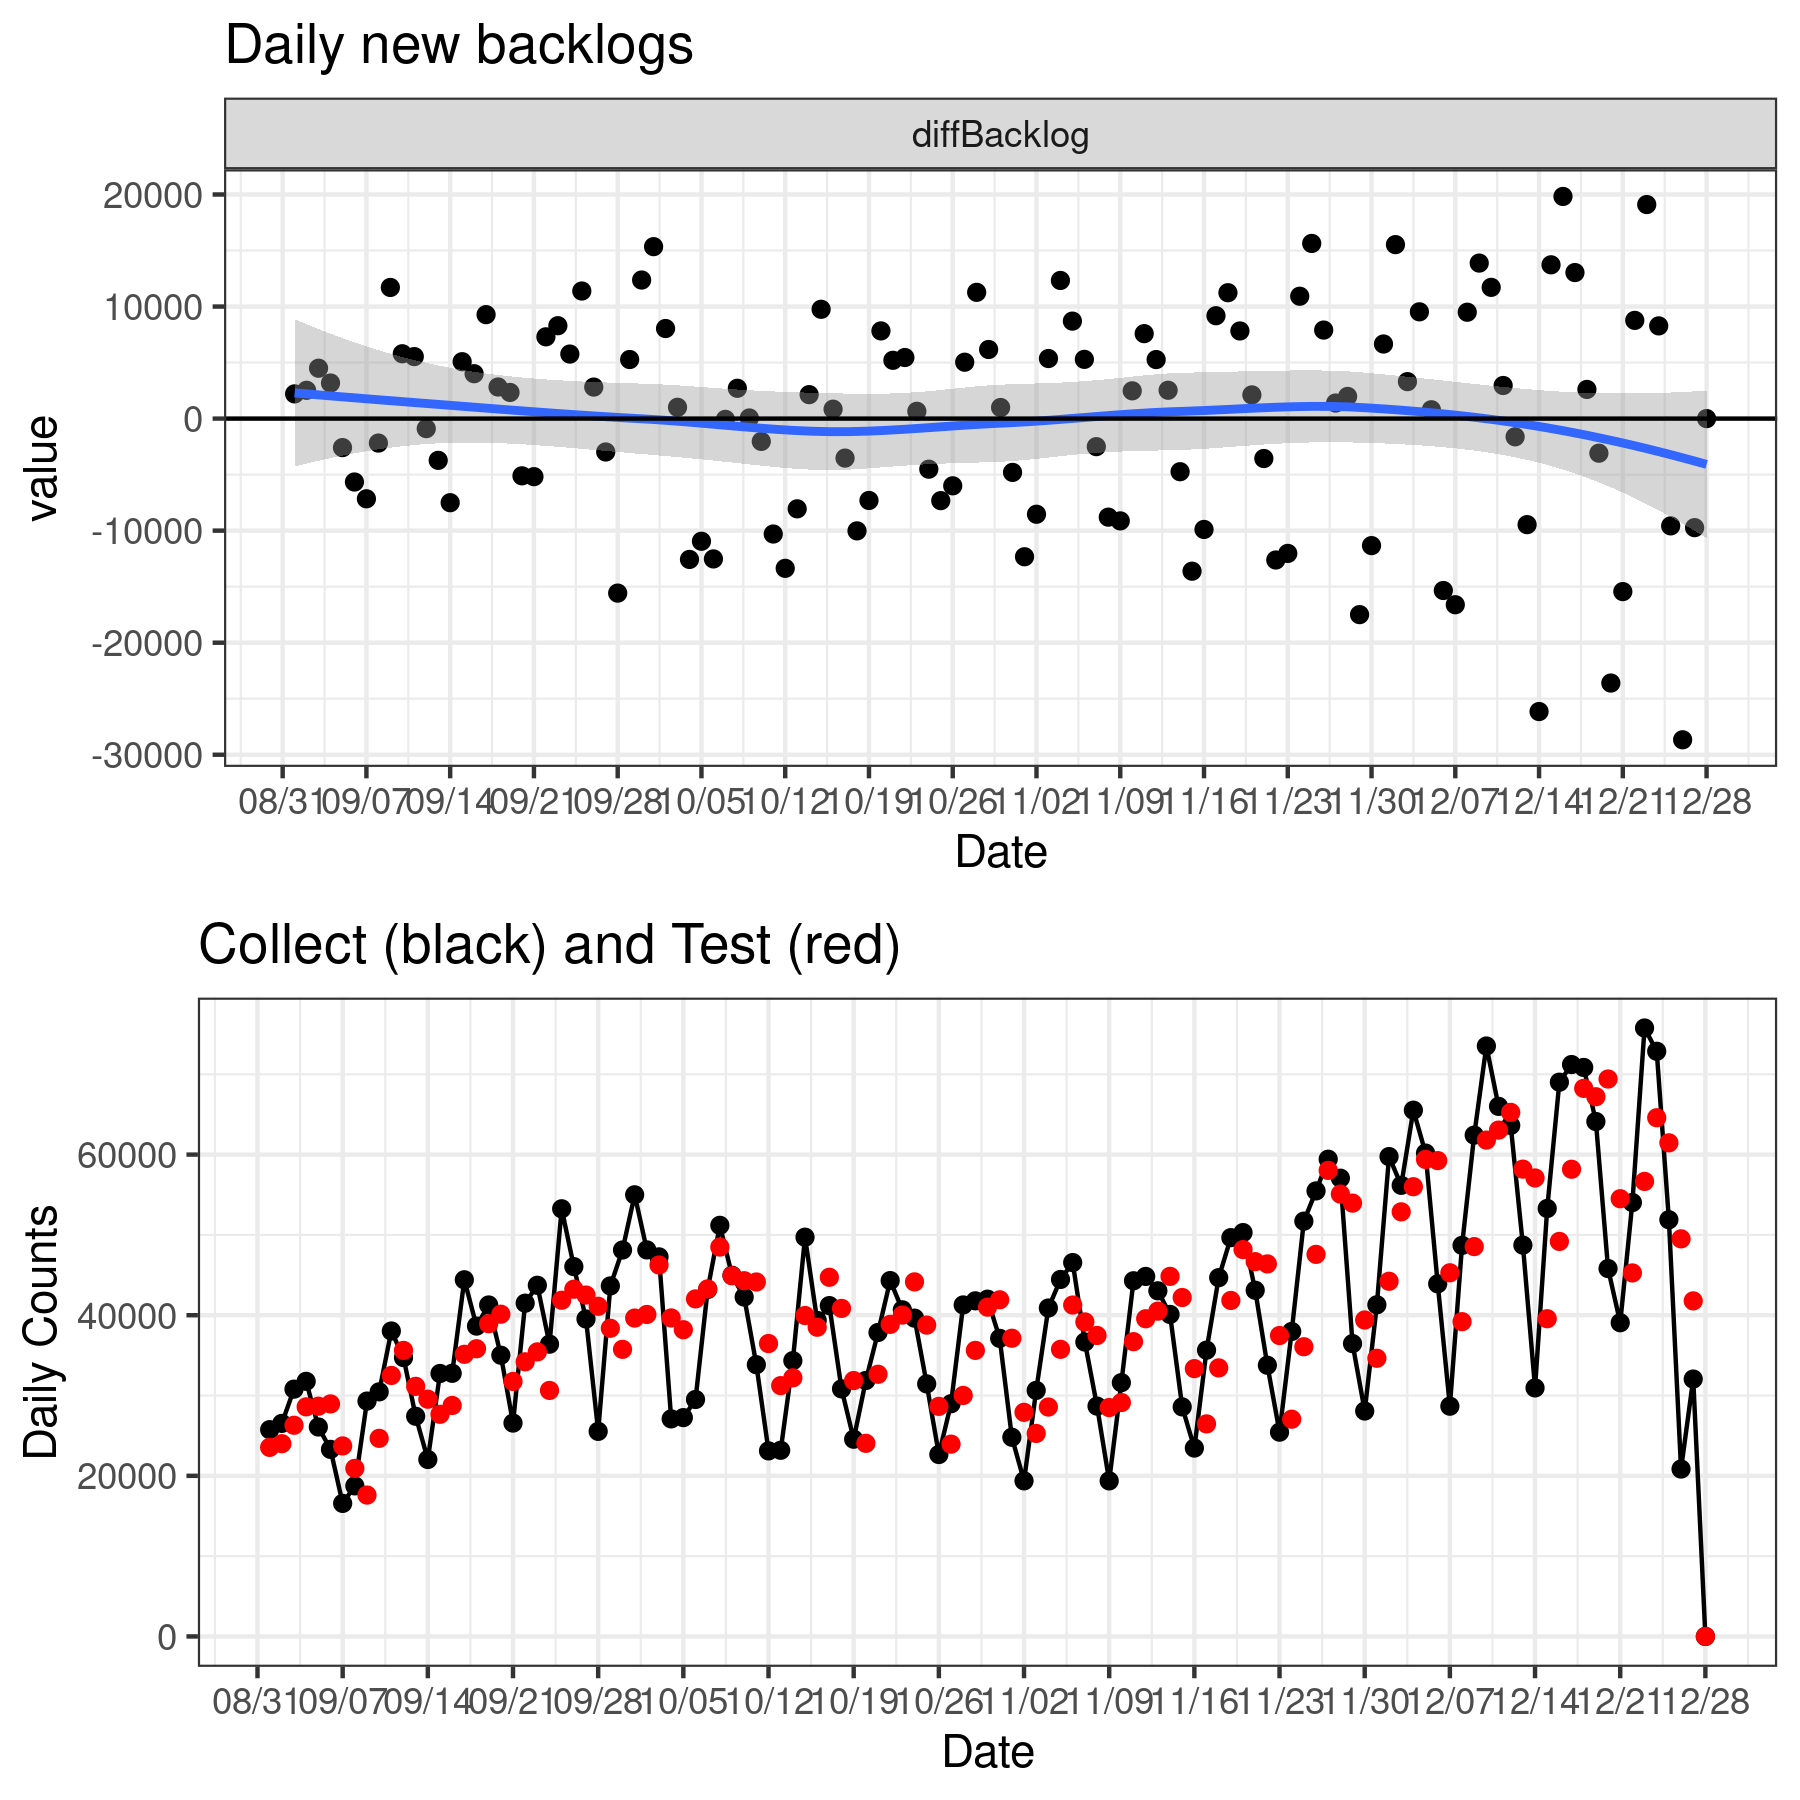 Daily new backlogs
diffBacklog
20000
10000
0
-10000
-20000
-30000
value
08/31 09/07 09/14 09/21 09/28 10/05 10/12 10/19 10/26 11/02 11/09 11/16 11/23 11/30 12/07 12/14 12/21 12/28
Date
Collect (black) and Test (red)
60000
40000
20000
0
Daily Counts
08/31 09/07 09/14 09/21 09/28 10/05 10/12 10/19 10/26 11/02 11/09 11/16 11/23 11/30 12/07 12/14 12/21 12/28
Date